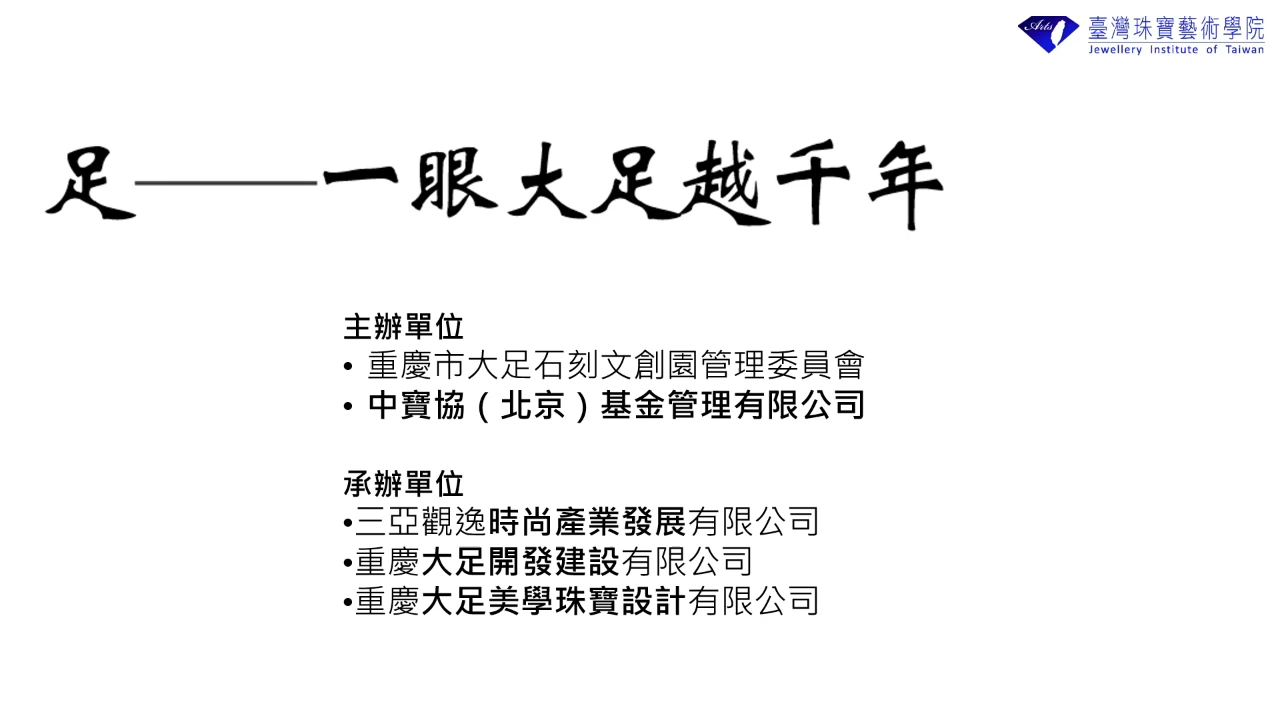 Arts
臺灣珠寶藝術學院
Jewellery Institute of Taiwan
足——一眼大足越千年
主辦單位
• 重慶市大足石刻文創園管理委員會
• 中寶協（北京）基金管理有限公司
承辦單位
•三亞觀逸時尚產業發展有限公司
•重慶大足開發建設有限公司
•重慶大足美學珠寶設計有限公司